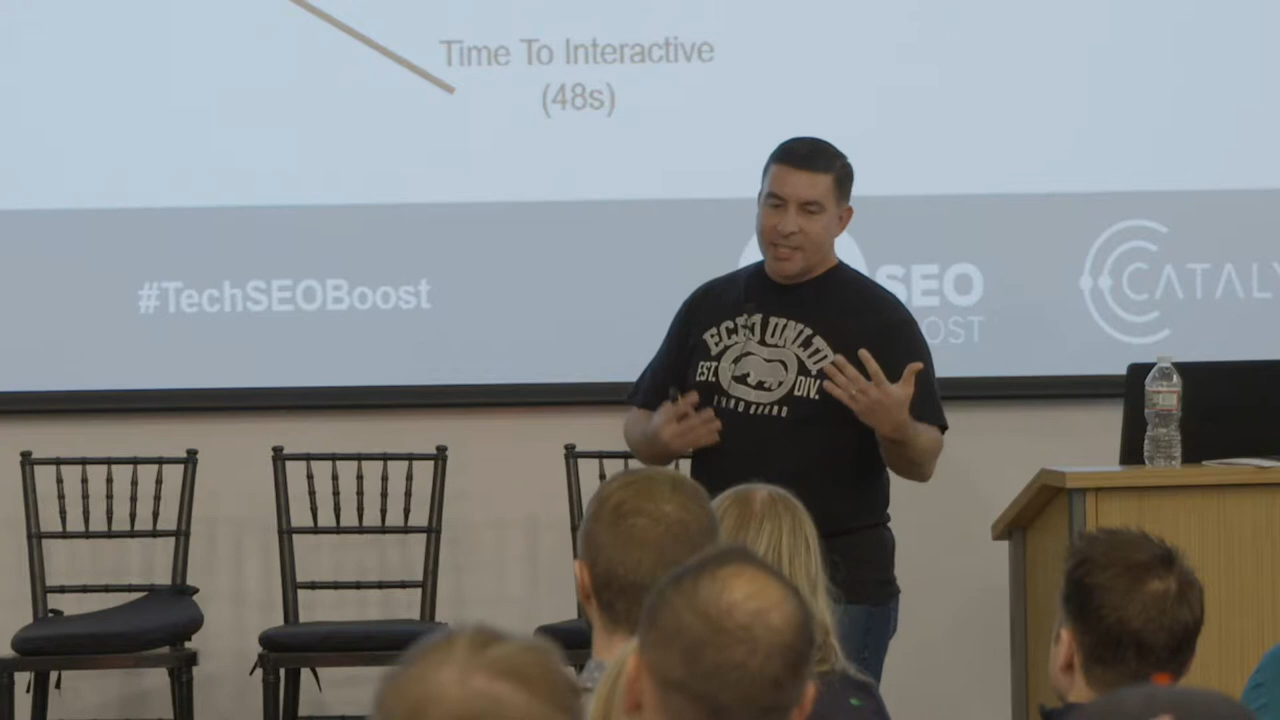 Time To Interactive
(48s)
#TechSEOBoost
SEO
OST
CATALY
ECKO UNLTD.
EST. DIV.